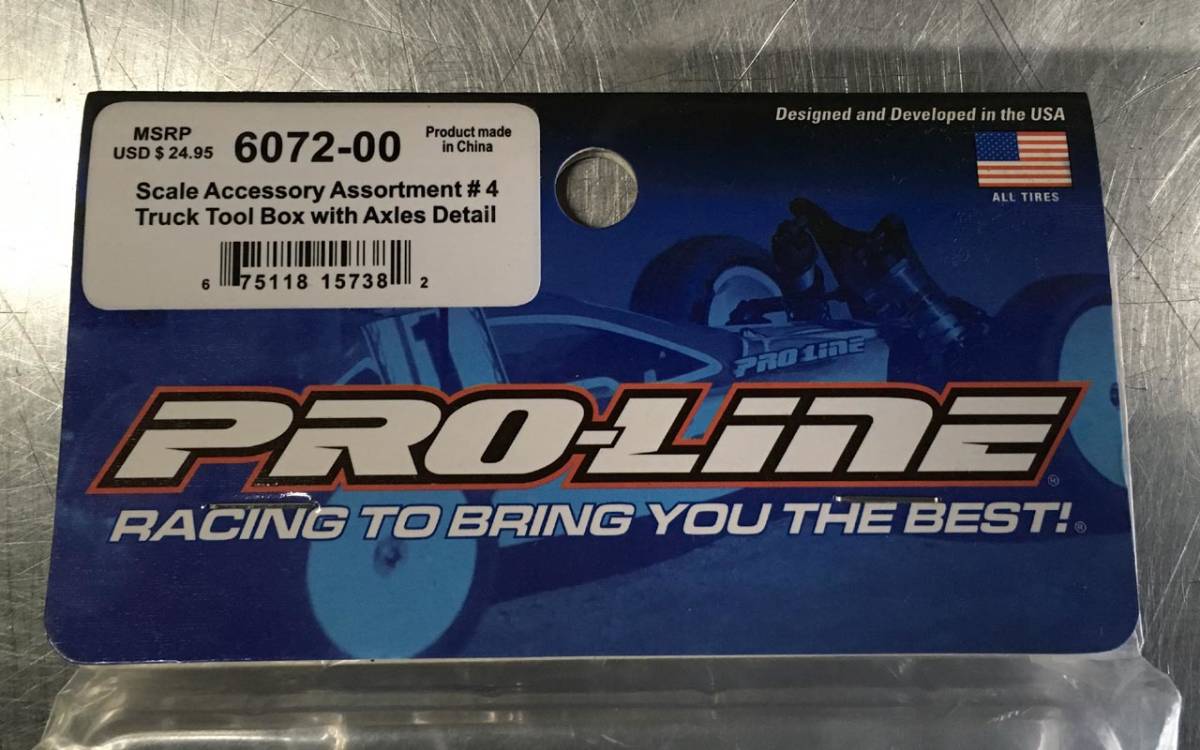 MSRP
USD $ 24.95
6072-00
Product made
in China
Scale Accessory Assortment # 4
Truck Tool Box with Axles Detail
6 75118 15738 2
Designed and Developed in the USA
ALL TIRES
PRO-LINE
PRO-LINE®
RACING TO BRING YOU THE BEST!®